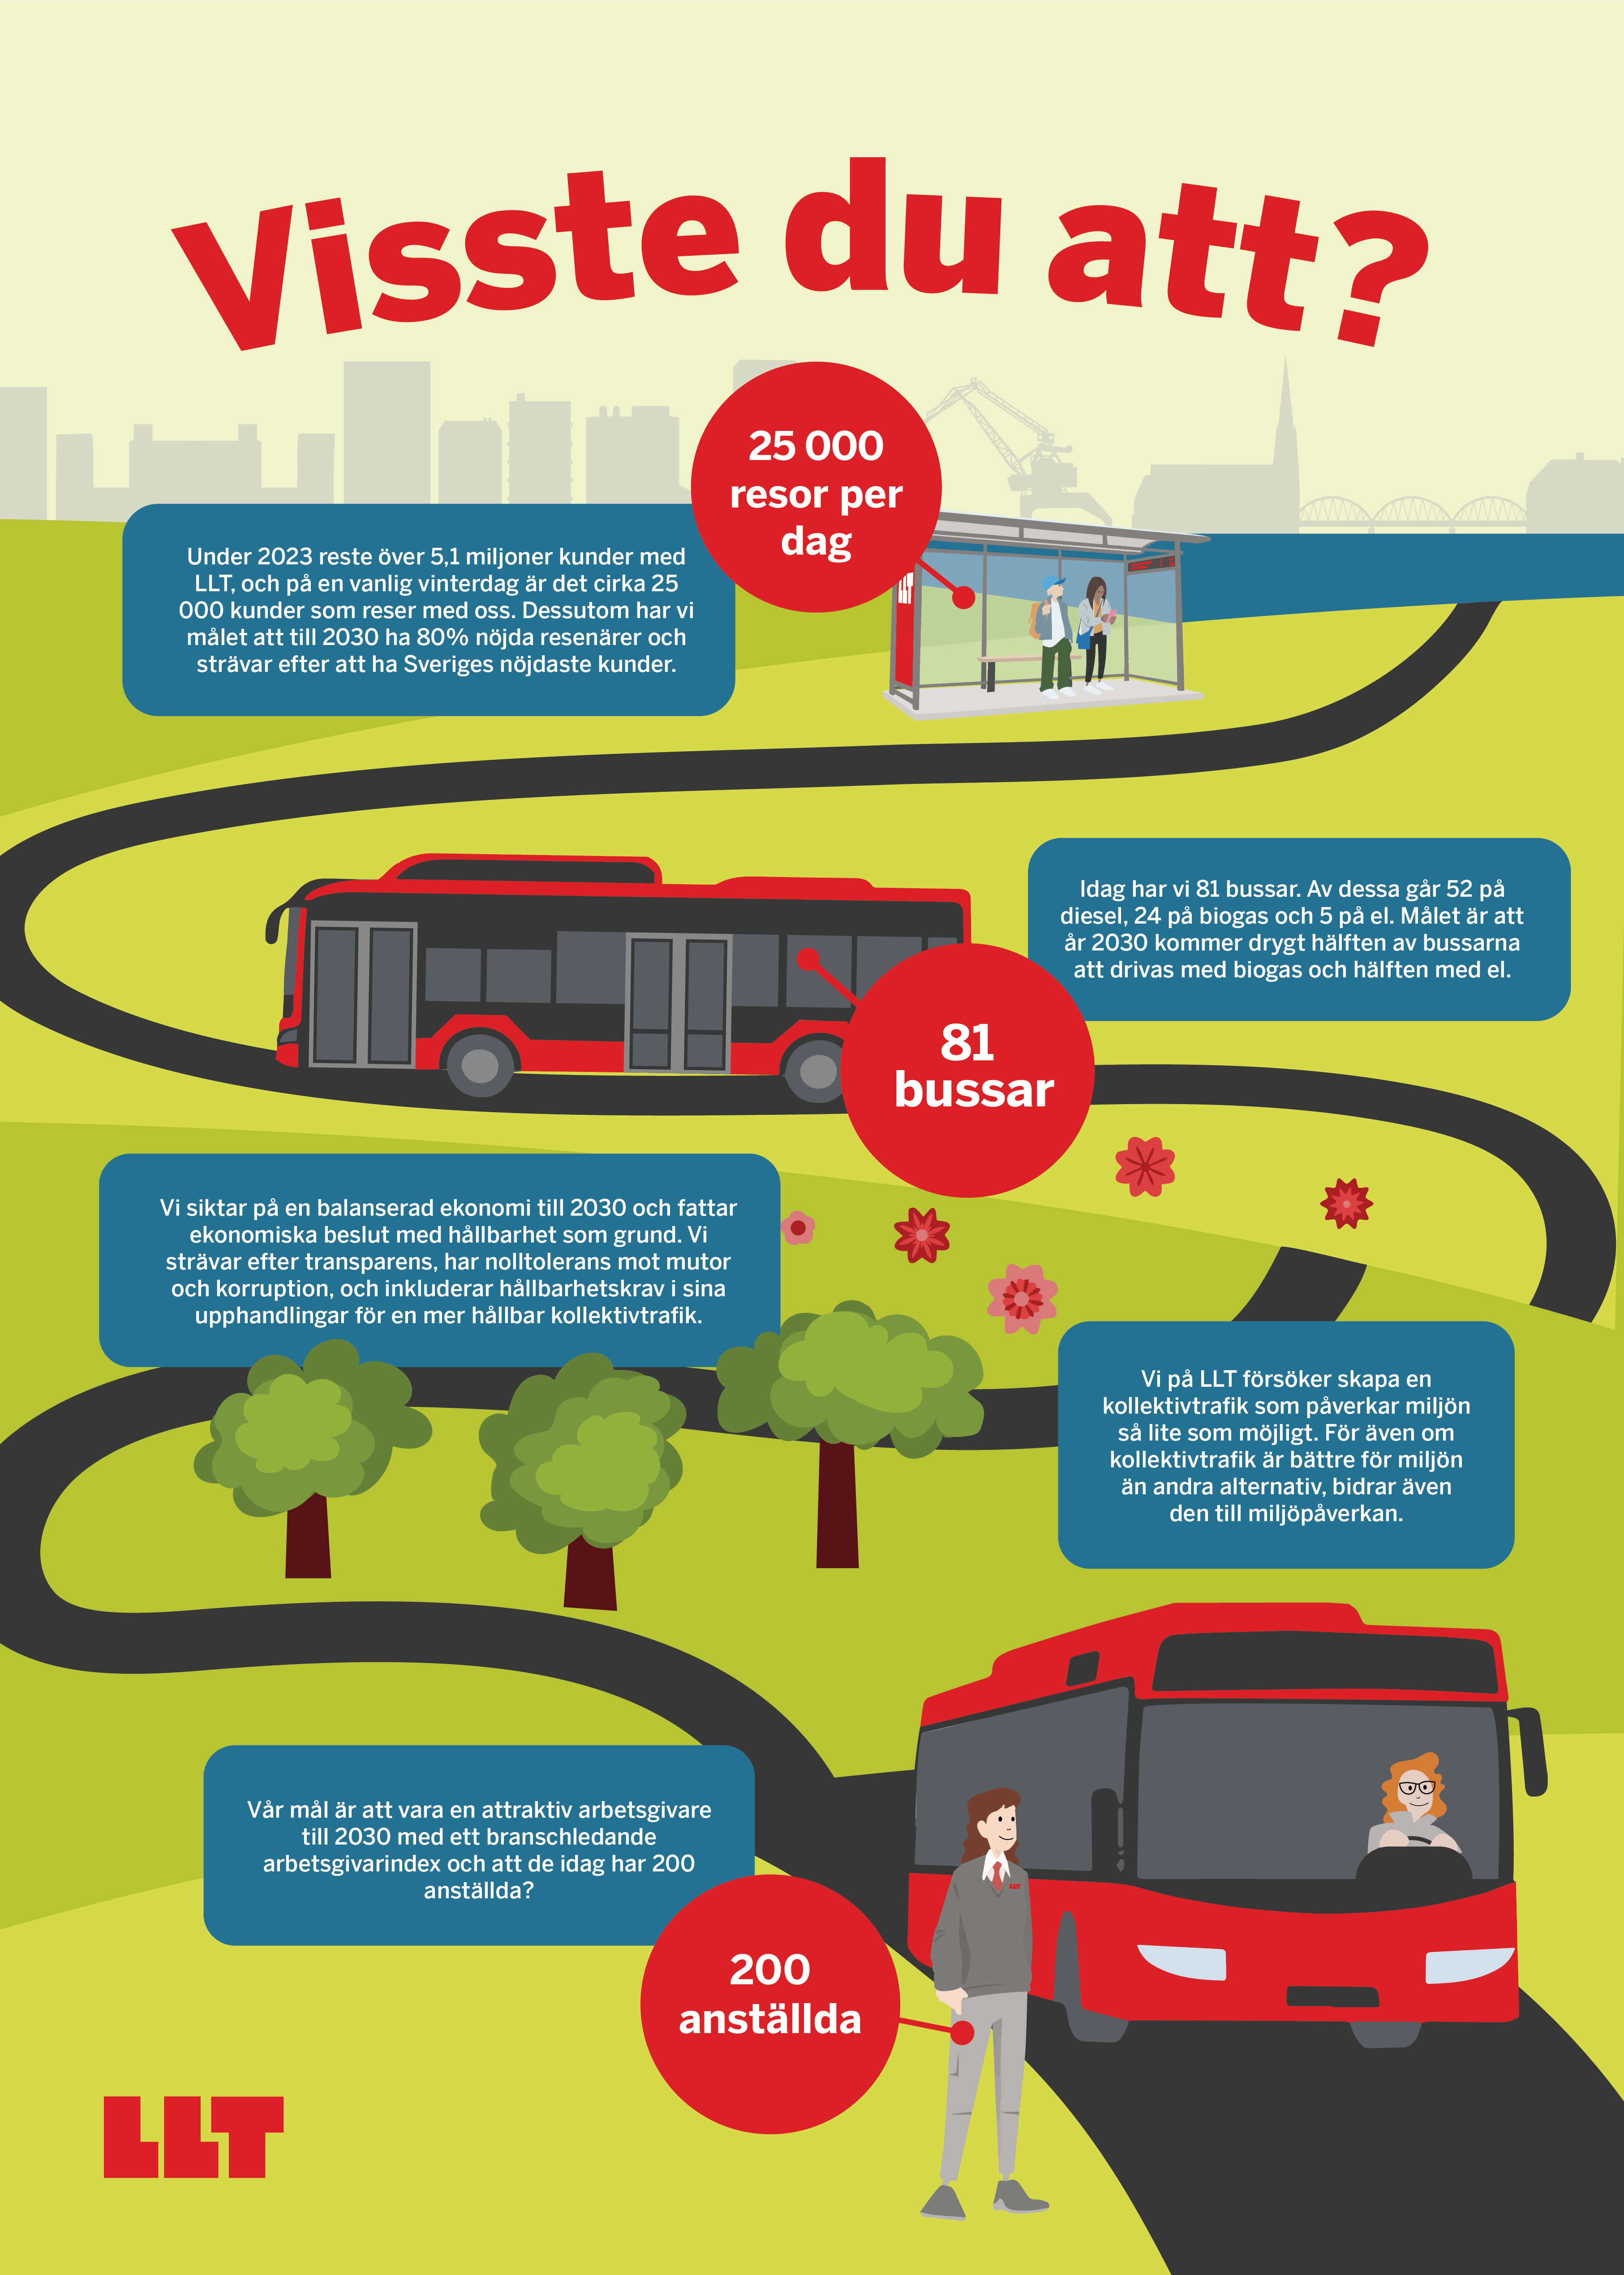 Visste du att?
25 000
resor per
dag
Under 2023 reste över 5,1 miljoner kunder med
LLT, och på en vanlig vinterdag är det cirka 25
000 kunder som reser med oss. Dessutom har vi
målet att till 2030 ha 80% nöjda resenärer och
strävar efter att ha Sveriges nöjdaste kunder.
LLT
Idag har vi 81 bussar. Av dessa går 52 på
diesel, 24 på biogas och 5 på el. Målet är att
år 2030 kommer drygt hälften av bussarna
att drivas med biogas och hälften med el.
81
bussar
Vi siktar på en balanserad ekonomi till 2030 och fattar
ekonomiska beslut med hållbarhet som grund. Vi
strävar efter transparens, har nolltolerans mot mutor
och korruption, och inkluderar hållbarhetskrav i sina
upphandlingar för en mer hållbar kollektivtrafik.
Vi på LLT försöker skapa en
kollektivtrafik som påverkar miljön
så lite som möjligt. För även om
kollektivtrafik är bättre för miljön
än andra alternativ, bidrar även
den till miljöpåverkan.
Vår mål är att vara en attraktiv arbetsgivare
till 2030 med ett branschledande
arbetsgivarindex och att de idag har 200
anställda?
LLT
200
anställda
LLT